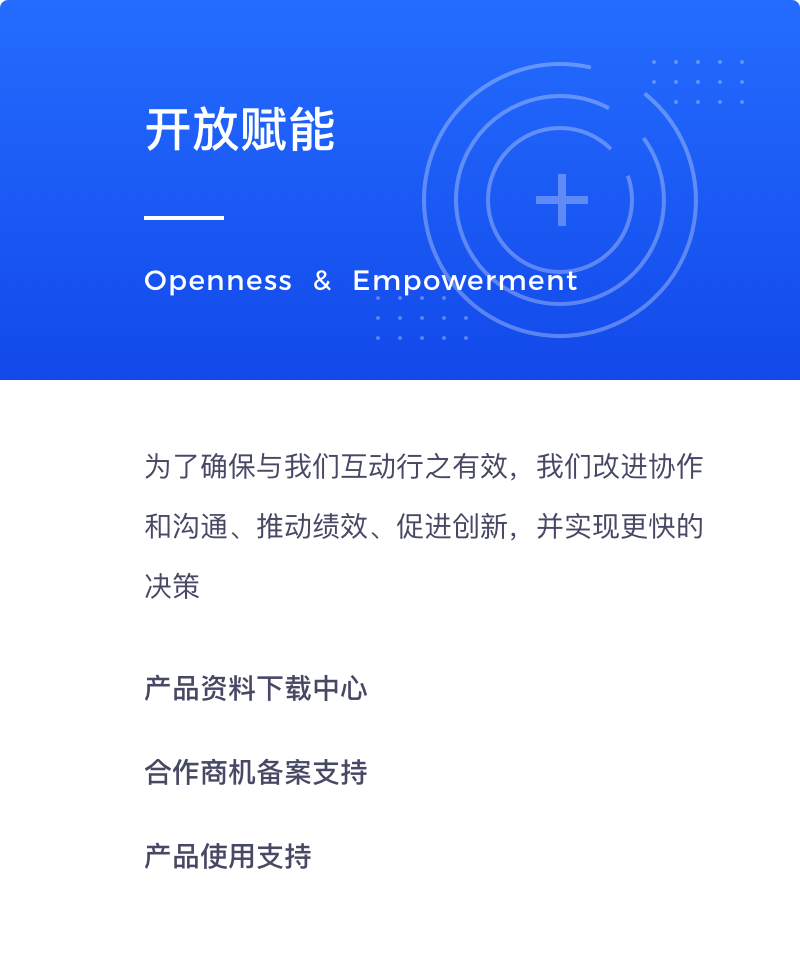 开放赋能
Openness & Empowerment
为了确保与我们互动行之有效，我们改进协作
和沟通、推动绩效、促进创新，并实现更快的
决策
产品资料下载中心
合作商机备案支持
产品使用支持